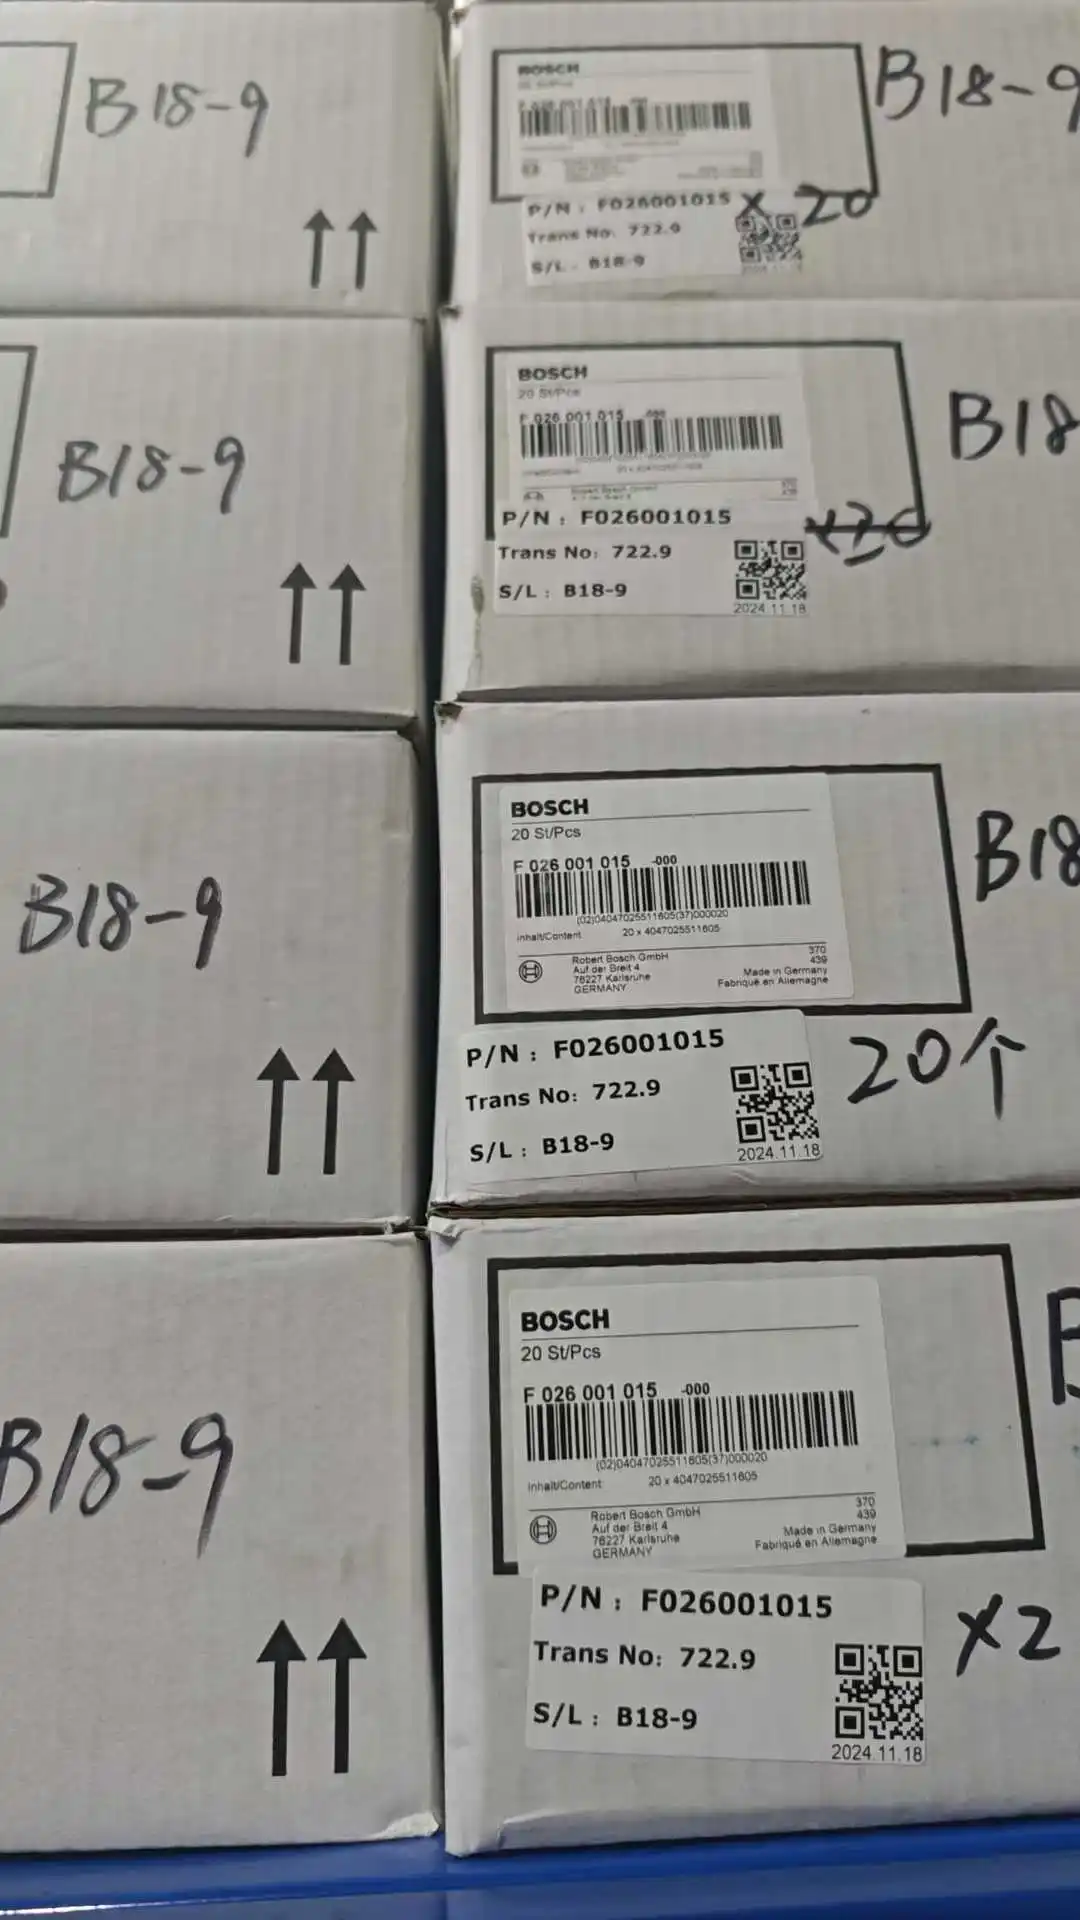 B18-9
B18-9
BOSCH
P/N : F026001015
x 20
Trans No: 722.9
S/L : B18-9
B18-9
BOSCH
20 St/Pcs
F 026 001 015 -000
P/N : F026001015
Trans No: 722.9
S/L : B18-9
2024.11.18
B18
B18-9
BOSCH
20 St/Pcs
F 026 001 015 -000
(02)04047025511605(37)000020
Inhalt/Content 20 x 4047025511605
Robert Bosch GmbH
Auf der Breit 4
76227 Karlsruhe
GERMANY
370
439
Made in Germany
Fabriqué en Allemagne
B18
P/N : F026001015
Trans No: 722.9
S/L : B18-9
2024.11.18
20个
B18-9
BOSCH
20 St/Pcs
F 026 001 015 -000
(02)04047025511605(37)000020
Inhalt/Content 20 x 4047025511605
Robert Bosch GmbH
Auf der Breit 4
76227 Karlsruhe
GERMANY
370
439
Made in Germany
Fabriqué en Allemagne
P/N : F026001015
Trans No: 722.9
S/L : B18-9
2024.11.18
x2